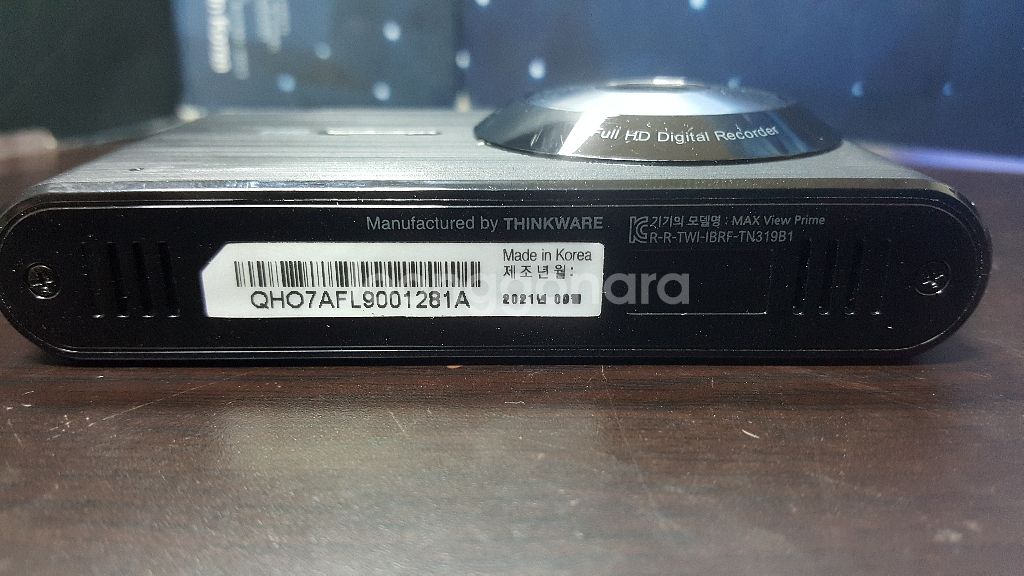 Full HD Digital Recorder
Manufactured by THINKWARE
기기의 모델명 : MAX View Prime
R-R-TWI-IBRF-TN319B1
Made in Korea
제조년월:
QHO7AFL9001281A
2021년